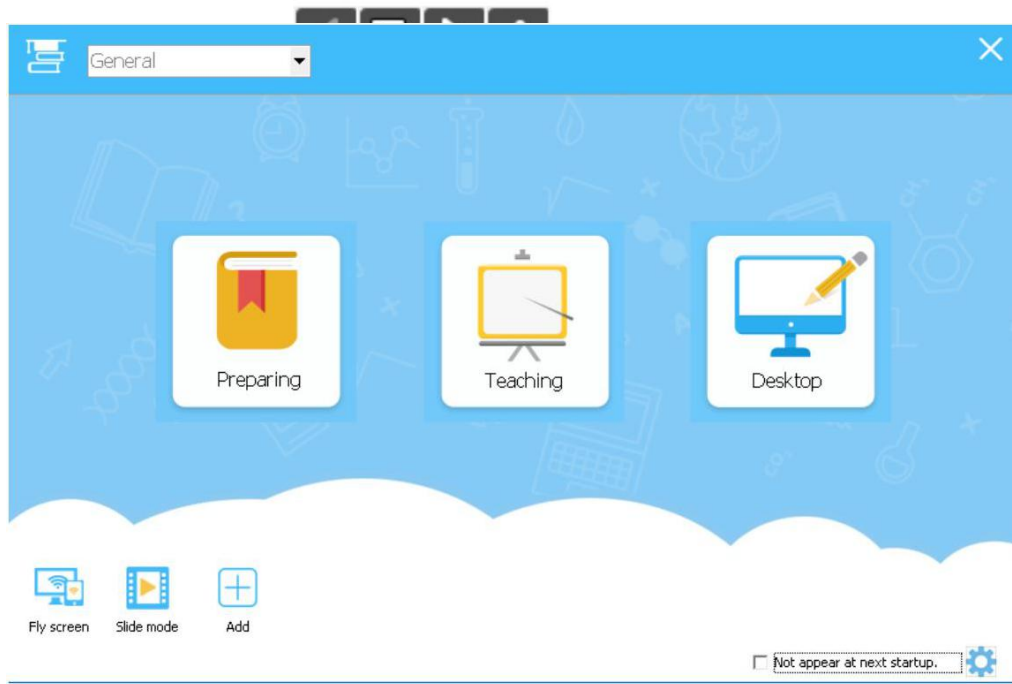 General
Preparing
Teaching
Desktop
Fly screen
Slide mode
Add
Not appear at next startup.